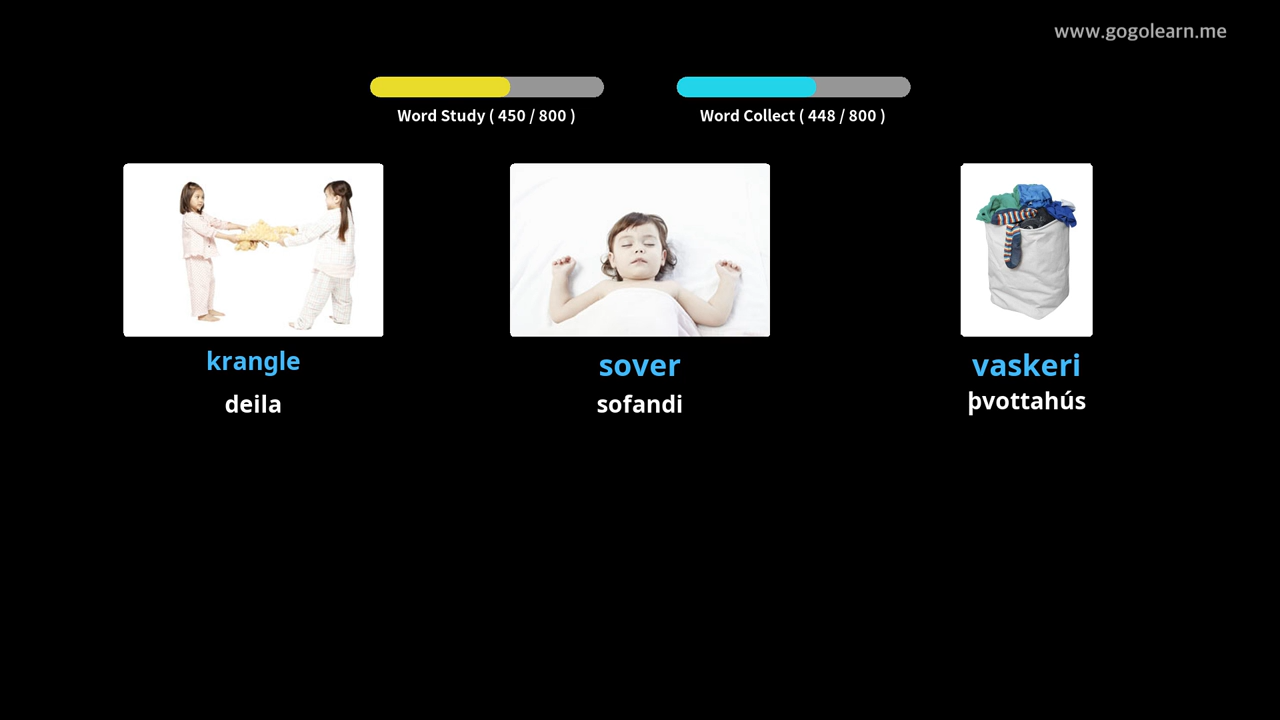 www.gogolearn.me
Word Study ( 450 / 800 )
Word Collect ( 448 / 800 )
krangle
sover
vaskeri
deila
sofandi
þvottahús